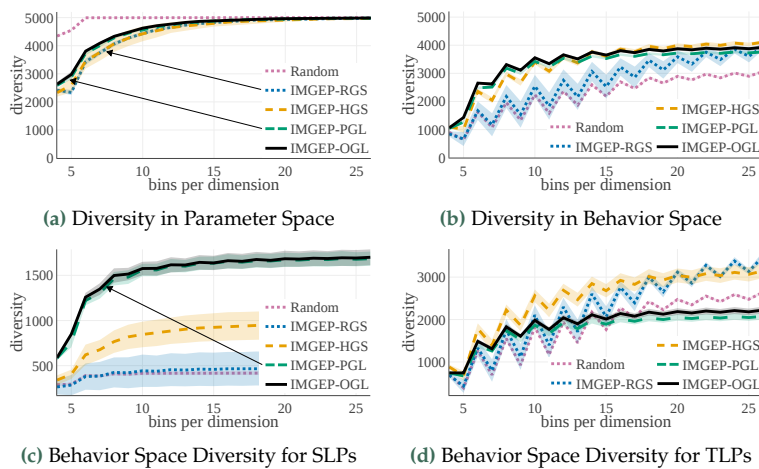 5000
4000
3000
2000
1000
0
diversity
5 10 15 20 25
bins per dimension
Random
IMGEP-RGS
IMGEP-HGS
IMGEP-PGL
IMGEP-OGL
(a) Diversity in Parameter Space
5000
4000
3000
2000
1000
0
diversity
5 10 15 20 25
bins per dimension
Random
IMGEP-RGS
IMGEP-HGS
IMGEP-PGL
IMGEP-OGL
(b) Diversity in Behavior Space
1500
1000
500
diversity
5 10 15 20 25
bins per dimension
Random
IMGEP-RGS
IMGEP-HGS
IMGEP-PGL
IMGEP-OGL
(c) Behavior Space Diversity for SLPs
3000
2000
1000
diversity
5 10 15 20 25
bins per dimension
Random
IMGEP-RGS
IMGEP-HGS
IMGEP-PGL
IMGEP-OGL
(d) Behavior Space Diversity for TLPs